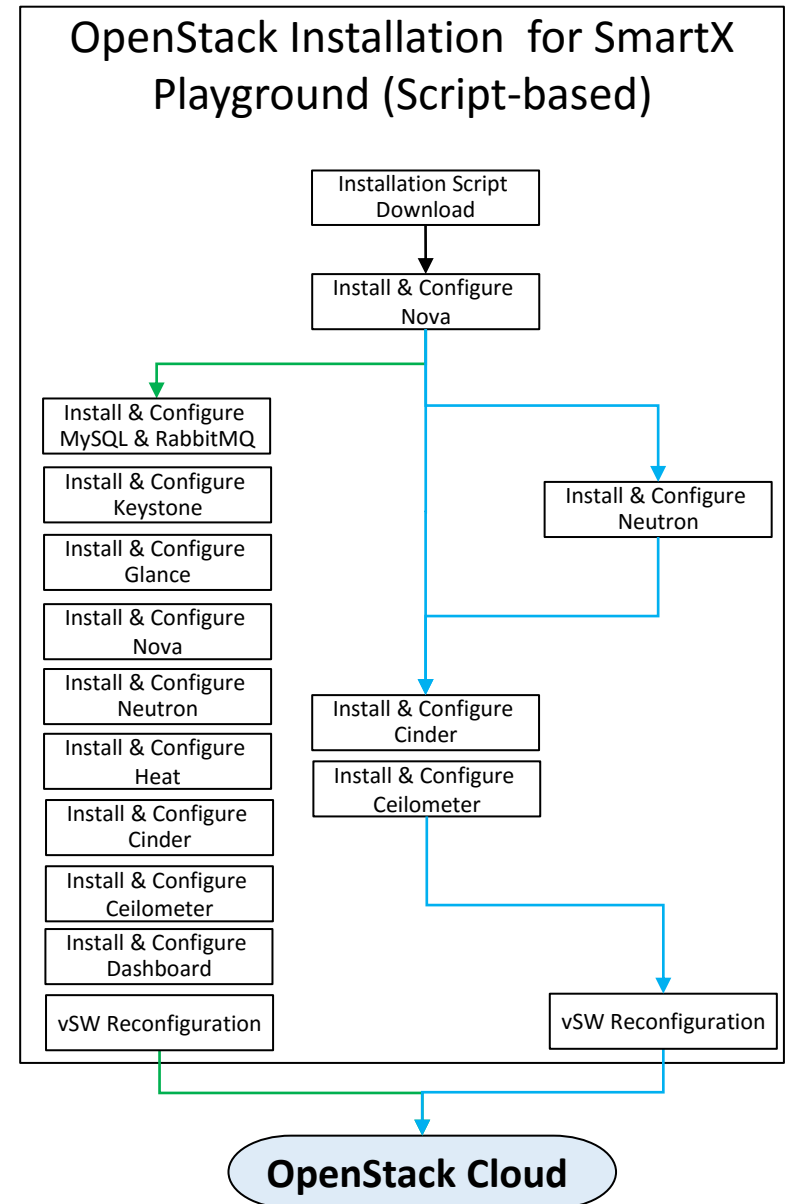 OpenStack Installation for SmartX
Playground (Script-based)
Installation Script
Download
Install & Configure
Nova
Install & Configure
MySQL & RabbitMQ
Install & Configure
Keystone
Install & Configure
Glance
Install & Configure
Nova
Install & Configure
Neutron
Install & Configure
Heat
Install & Configure
Cinder
Install & Configure
Ceilometer
Install & Configure
Dashboard
vSW Reconfiguration
Install & Configure
Neutron
Install & Configure
Cinder
Install & Configure
Ceilometer
vSW Reconfiguration
OpenStack Cloud